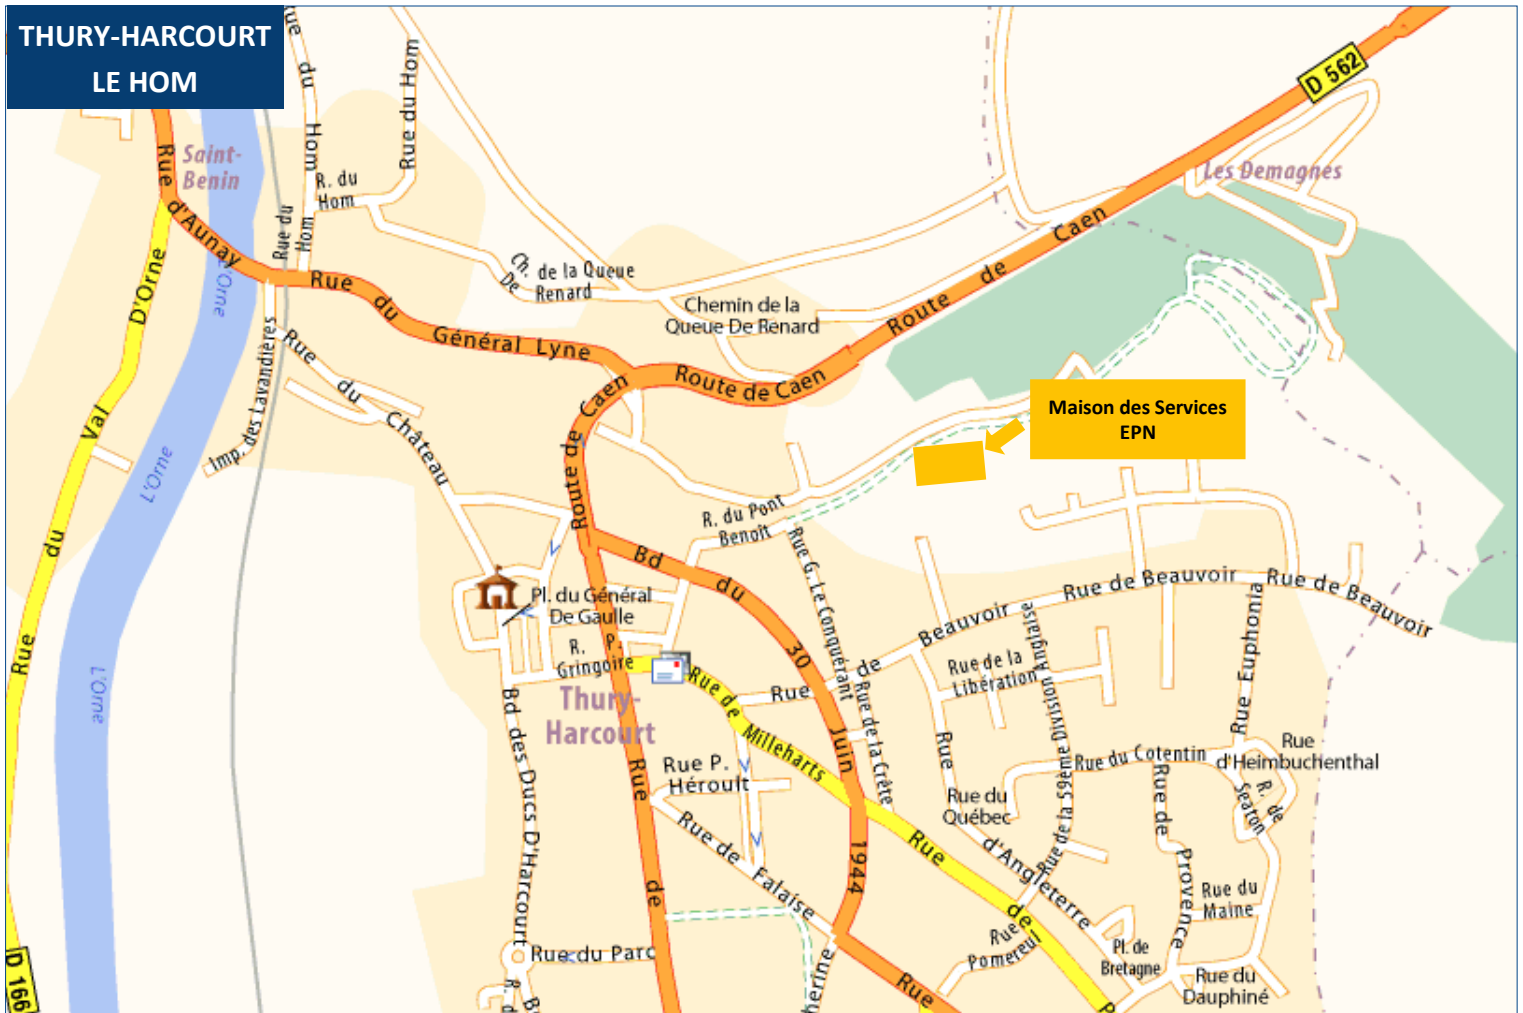 THURY-HARCOURT
LE HOM
Rue du Hom
Rue du Hom
D 562
Saint-
Benin
R. du
Hom
Les Demagnes
Rue d'Aunay
Rue du
Hom
Route de Caen
L'Orne
Rue du Val D'Orne
Ch. de la Queue
De Renard
Rue du Général Lyne
Chemin de la
Queue De Renard
Route de Caen
Route de Caen
Imp. des Lavandières
Rue du Château
Maison des Services
EPN
L'Orne
R. du Pont
Benoît
Rue G. Le Conquérant
Bd du 30 Juin 1944
Rue de Beauvoir
Rue de Beauvoir
Rue de Beauvoir
Pl. du Général
De Gaulle
R. P.
Gringoire
Rue de la
Libération
Rue de la 59ème Division Anglaise
Rue Euphonia
L'Orne
Thury-
Harcourt
Rue de Milleharts
Rue de la Crète
Bd des Ducs D'Harcourt
Rue P.
Héroult
Rue du Cotentin
Rue
d'Heimbuchenthal
R. de
Seaton
Rue du
Québec
Rue d'Angleterre
Rue de Provence
Rue de Falaise
Rue de
Rue de
Rue du
Maine
Rue
Pomereu
Pl. de
Bretagne
Rue du
Dauphiné
Rue du Parc
Rue
D 166
R. d
B
herine
P